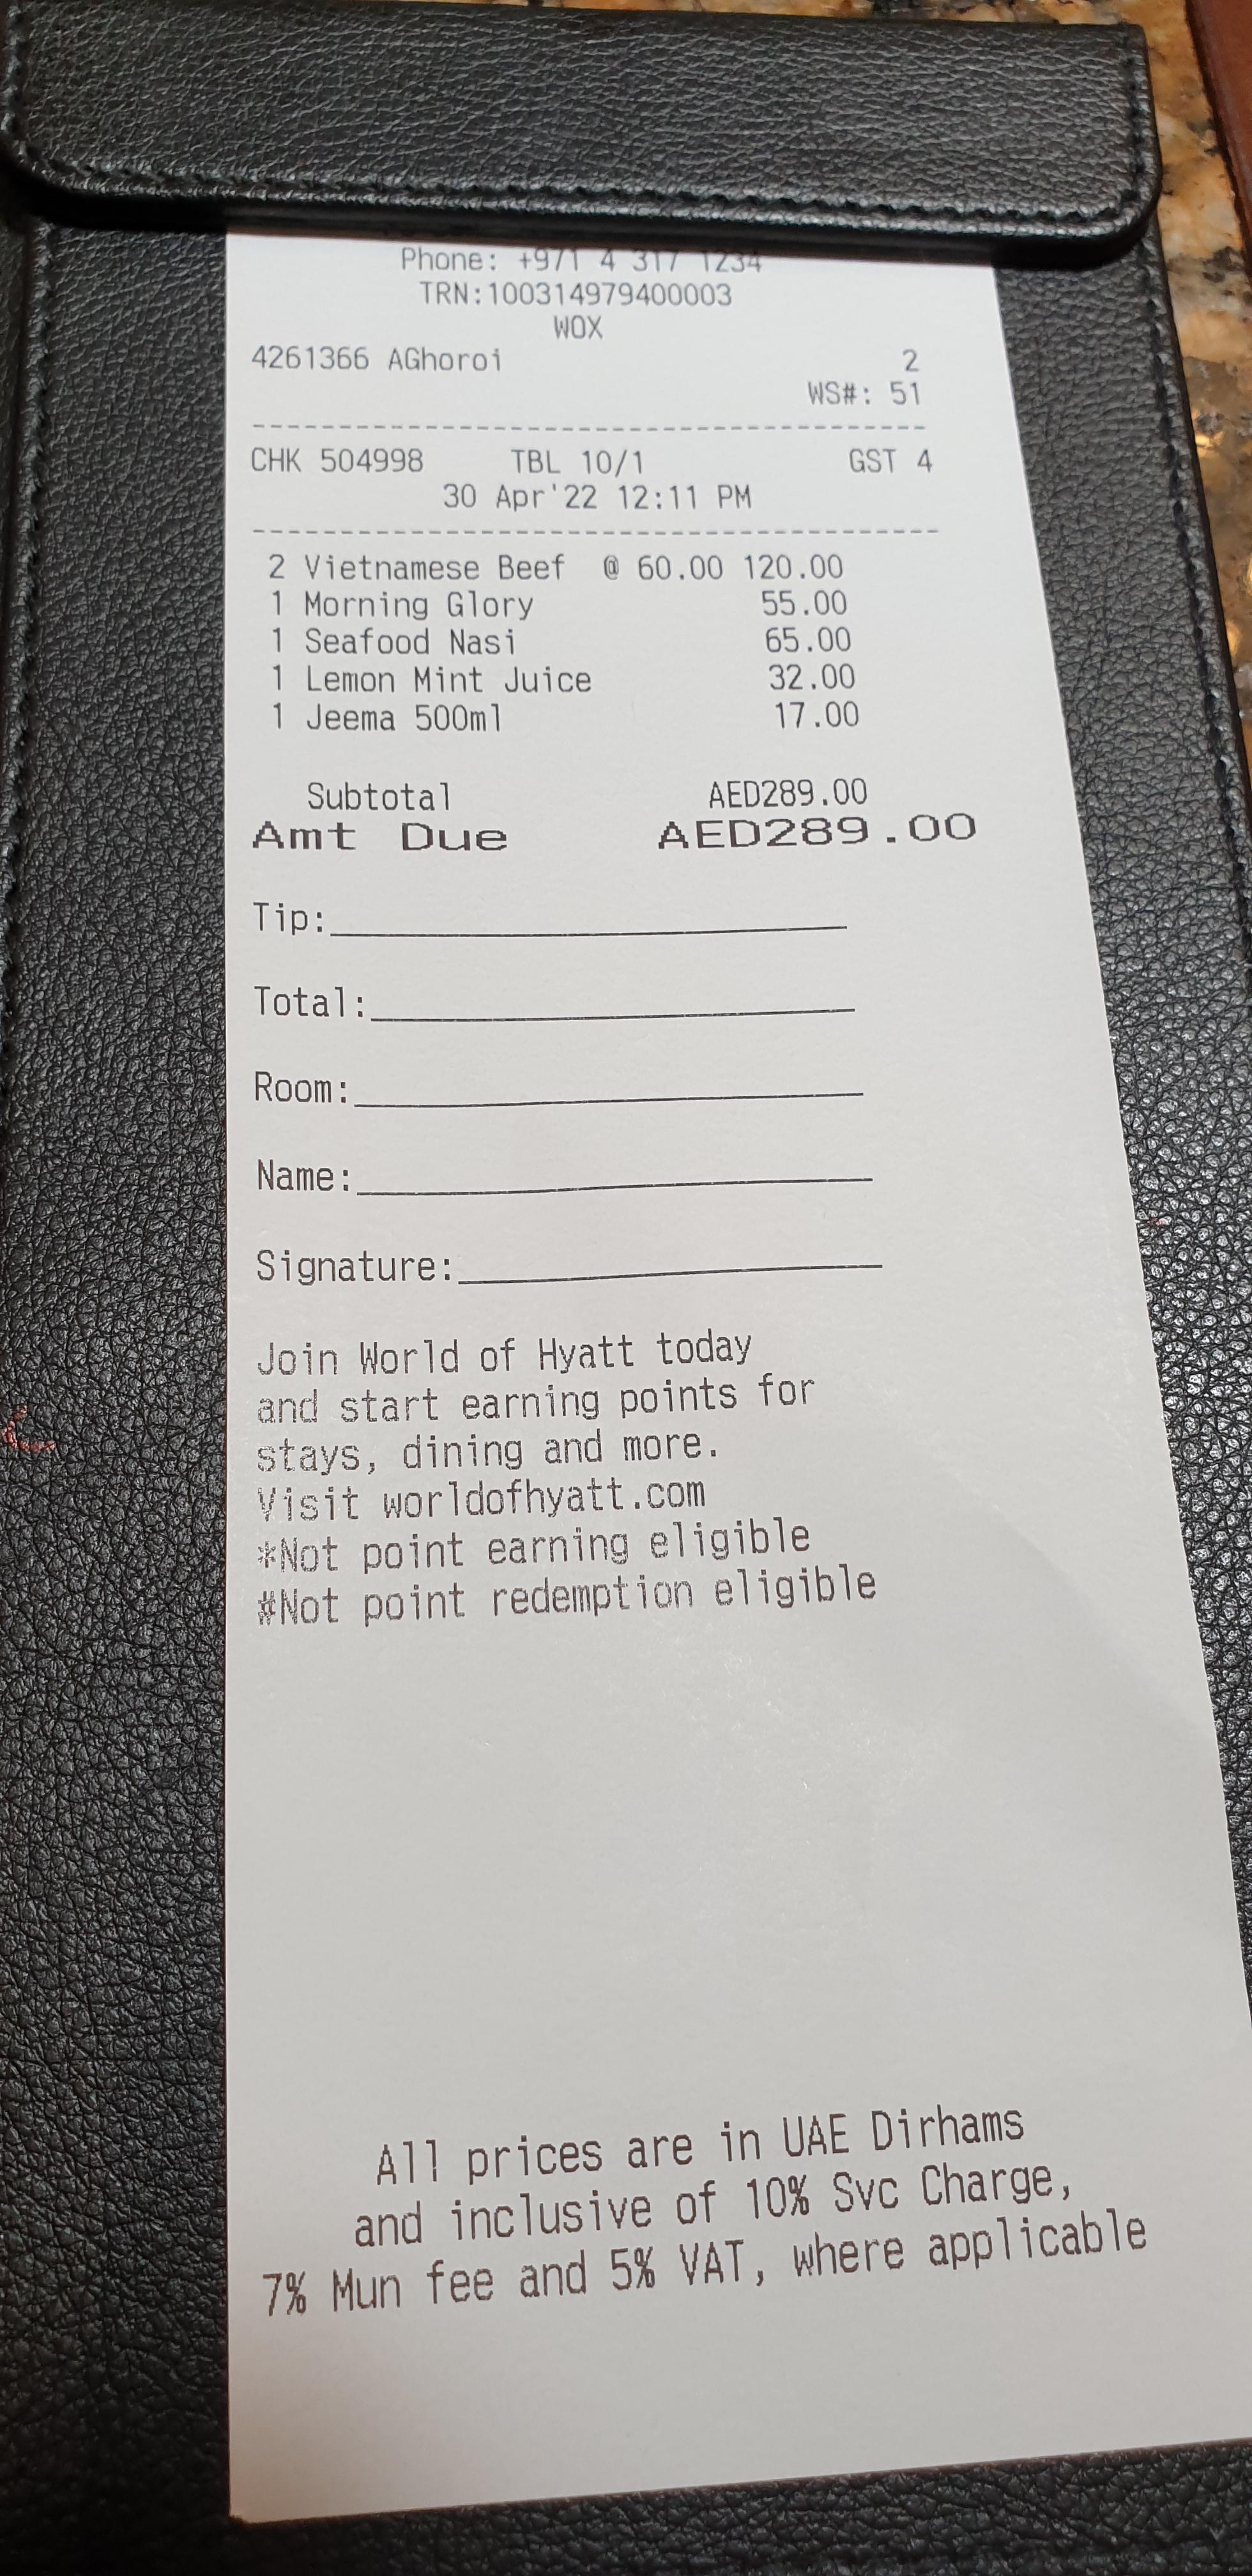 Phone: +971 4 317 1234
TRN:100314979400003
WOX
4261366 AGhoroi 2
WS#: 51
----------------------------------------
CHK 504998 TBL 10/1 GST 4
30 Apr'22 12:11 PM
----------------------------------------
2 Vietnamese Beef @ 60.00 120.00
1 Morning Glory 55.00
1 Seafood Nasi 65.00
1 Lemon Mint Juice 32.00
1 Jeema 500ml 17.00
Subtotal AED289.00
Amt Due AED289.00
Tip:
Total:
Room:
Name:
Signature:
Join World of Hyatt today
and start earning points for
stays, dining and more.
Visit worldofhyatt.com
*Not point earning eligible
#Not point redemption eligible
All prices are in UAE Dirhams
and inclusive of 10% Svc Charge,
7% Mun fee and 5% VAT, where applicable